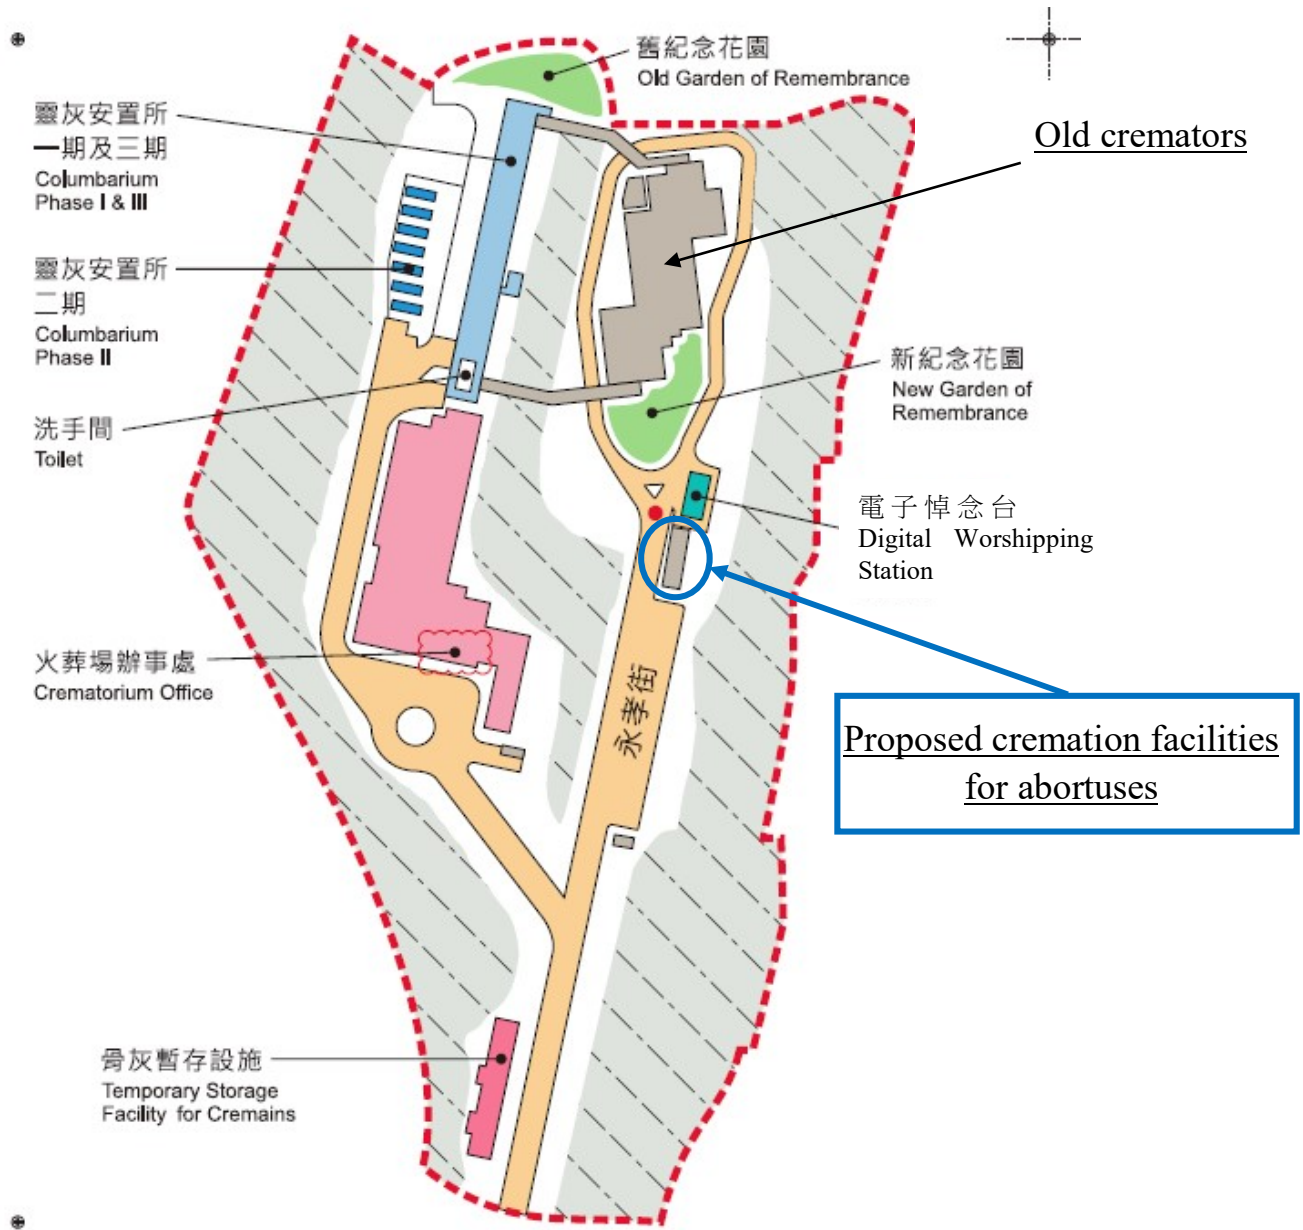 舊紀念花園
Old Garden of Remembrance
靈灰安置所
一期及三期
Columbarium
Phase I & III
Old cremators
靈灰安置所
二期
Columbarium
Phase II
新紀念花園
New Garden of
Remembrance
洗手間
Toilet
電子悼念台
Digital Worshipping
Station
火葬場辦事處
Crematorium Office
永孝街
Proposed cremation facilities
for abortuses
骨灰暫存設施
Temporary Storage
Facility for Cremains